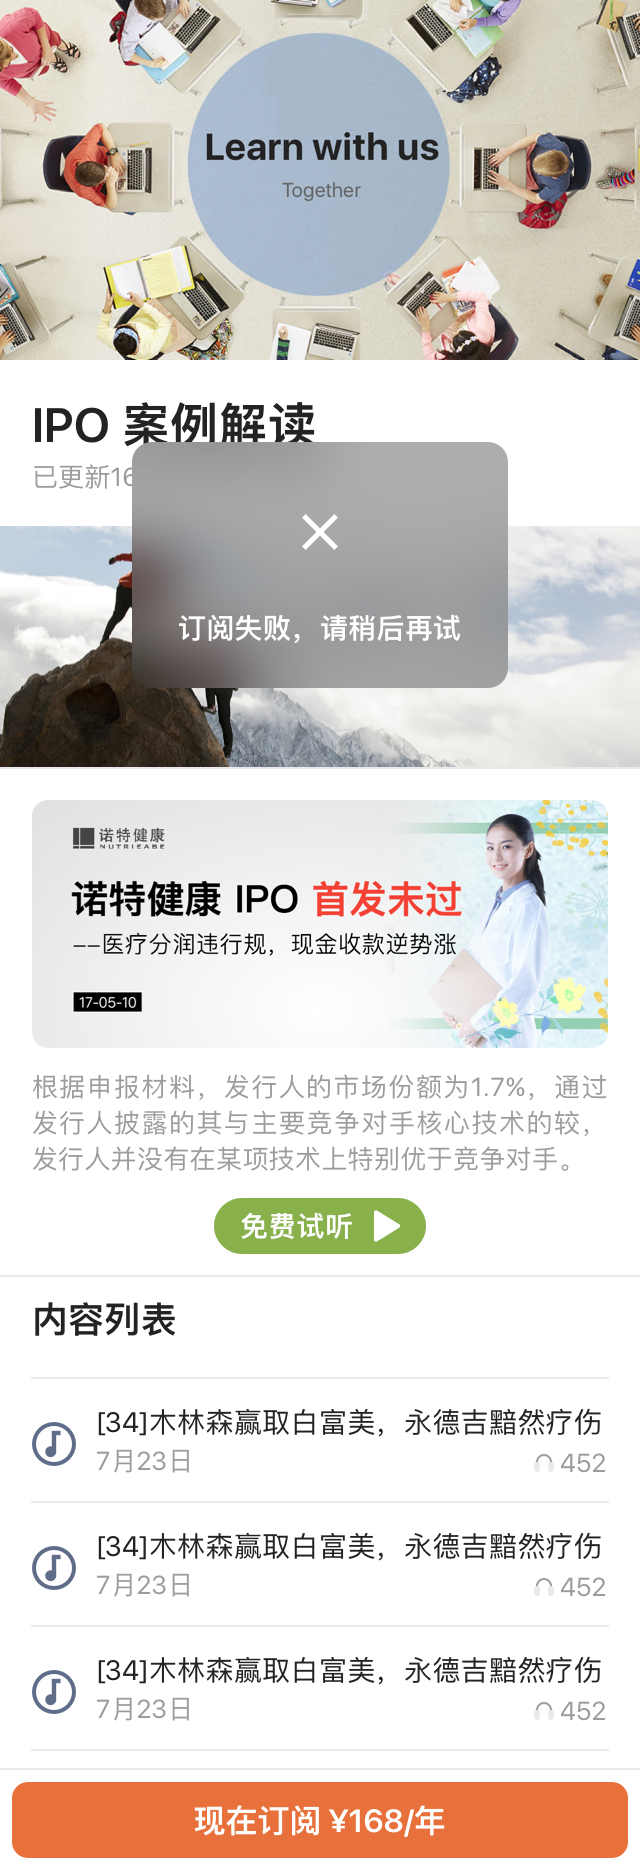 Learn with us
Together
IPO 案例解读
已更新16
订阅失败，请稍后再试
诺特健康
NUTRIEABE
诺特健康 IPO 首发未过
--医疗分润违行规，现金收款逆势涨
17-05-10
根据申报材料，发行人的市场份额为1.7%，通过
发行人披露的其与主要竞争对手核心技术的较，
发行人并没有在某项技术上特别优于竞争对手。
免费试听
内容列表
[34]木林森赢取白富美，永德吉黯然疗伤
7月23日
452
[34]木林森赢取白富美，永德吉黯然疗伤
7月23日
452
[34]木林森赢取白富美，永德吉黯然疗伤
7月23日
452
现在订阅 ¥168/年